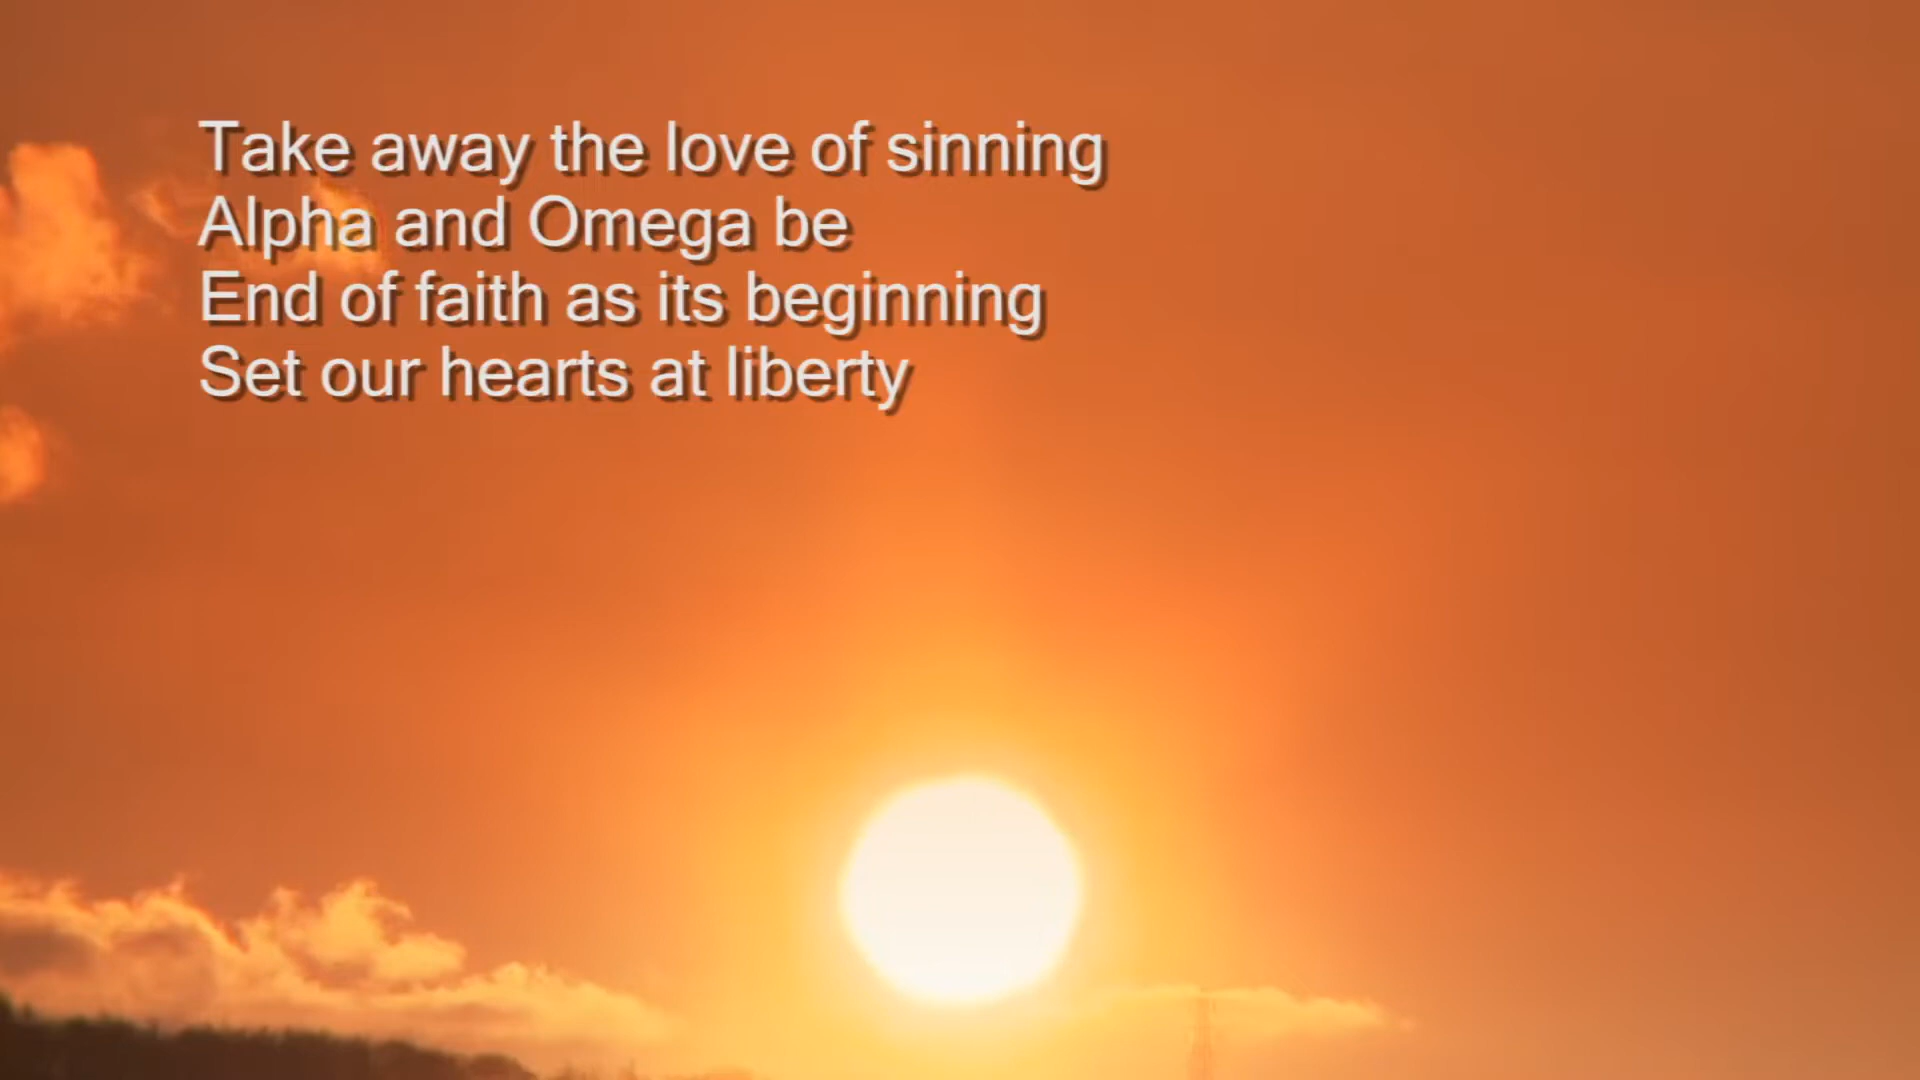 Take away the love of sinning
Alpha and Omega be
End of faith as its beginning
Set our hearts at liberty